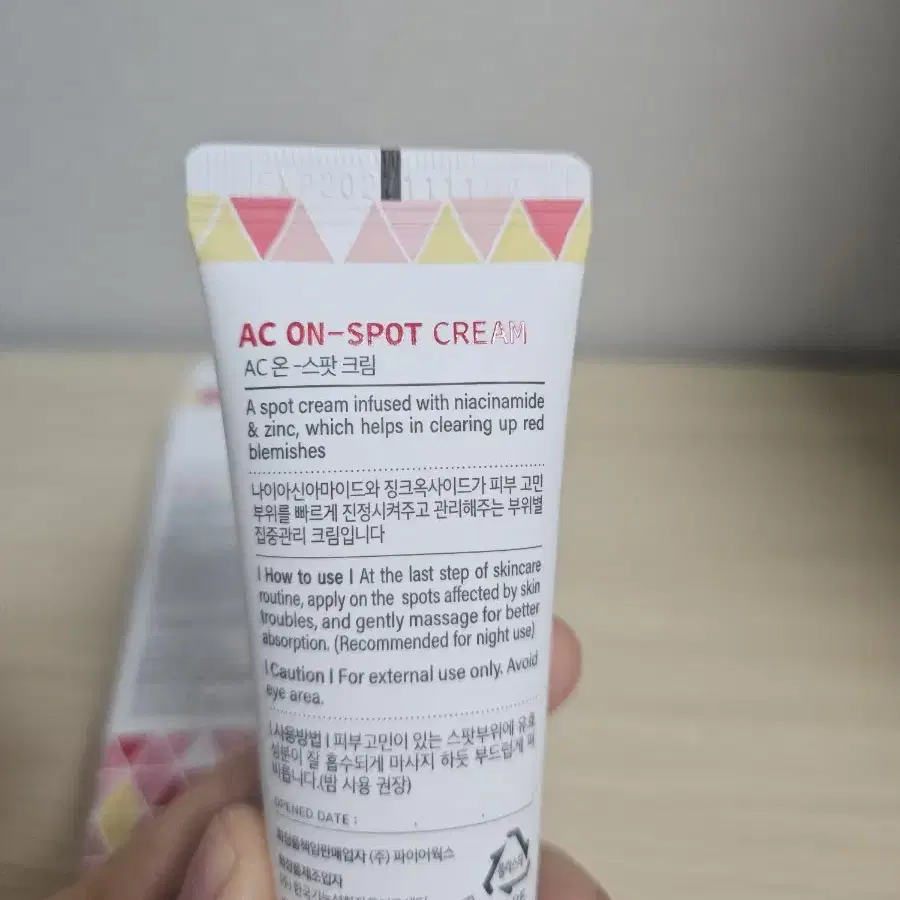 AC ON-SPOT CREAM
AC 온-스팟 크림
A spot cream infused with niacinamide
& zinc, which helps in clearing up red
blemishes
나이아신아마이드와 징크옥사이드가 피부 고민
부위를 빠르게 진정시켜주고 관리해주는 부위별
집중관리 크림입니다
| How to use | At the last step of skincare
routine, apply on the spots affected by skin
troubles, and gently massage for better
absorption. (Recommended for night use)
| Caution | For external use only. Avoid
eye area.
| 사용방법 | 피부고민이 있는 스팟부위에 유효
성분이 잘 흡수되게 마사지 하듯 부드럽게 펴
바릅니다.(밤 사용 권장)
OPENED DATE :
화장품책임판매업자 (주) 파이어웍스
화장품제조업자